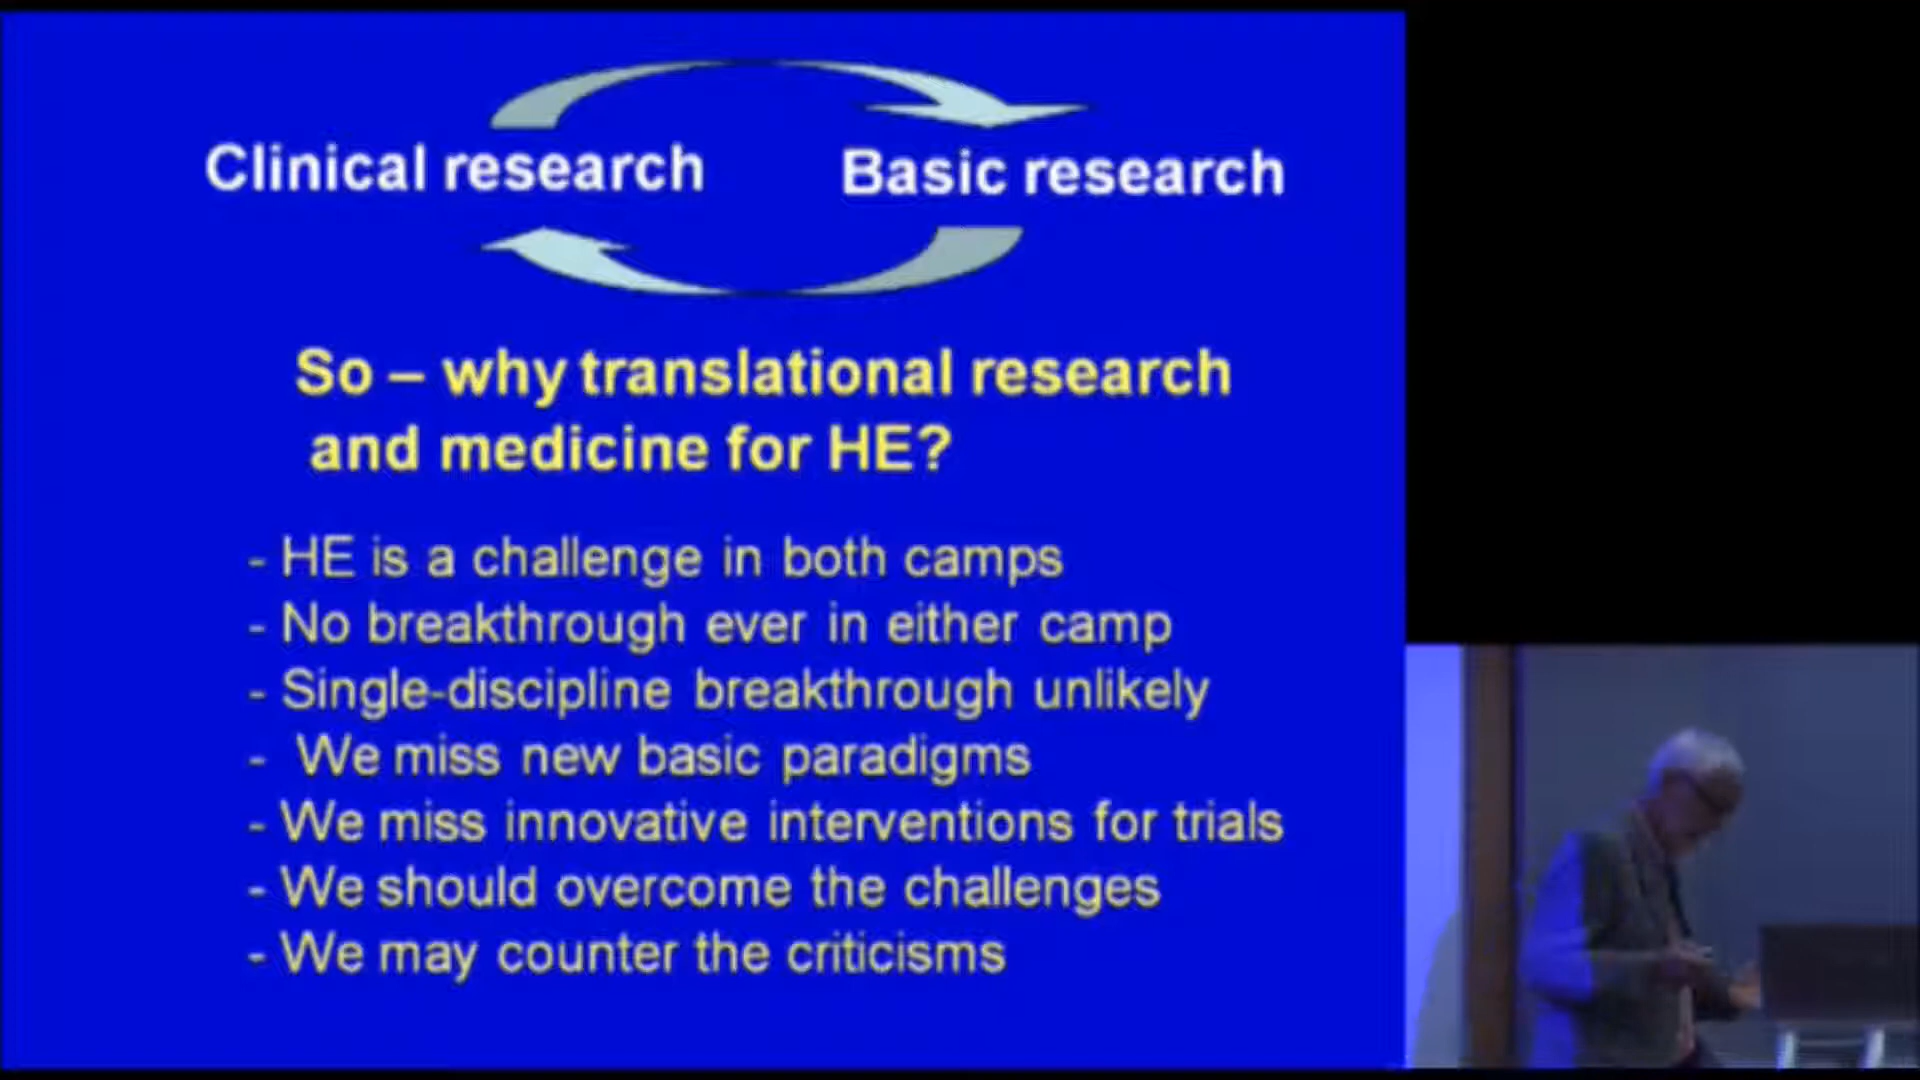 Clinical research
Basic research
So – why translational research
and medicine for HE?
- HE is a challenge in both camps
- No breakthrough ever in either camp
- Single-discipline breakthrough unlikely
- We miss new basic paradigms
- We miss innovative interventions for trials
- We should overcome the challenges
- We may counter the criticisms